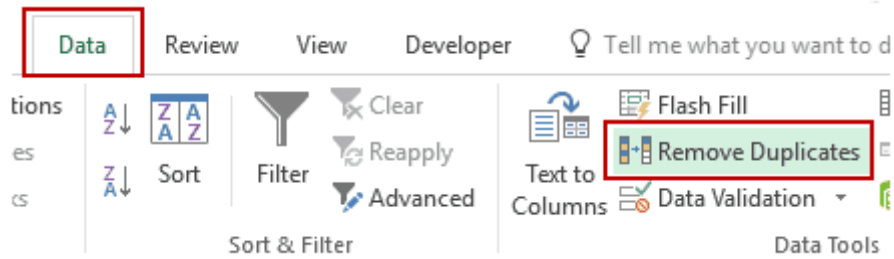 Data Review View Developer Tell me what you want to d
tions Clear Flash Fill
es Reapply Remove Duplicates
Sort Filter Text to
cs Advanced Columns Data Validation
Sort & Filter Data Tools